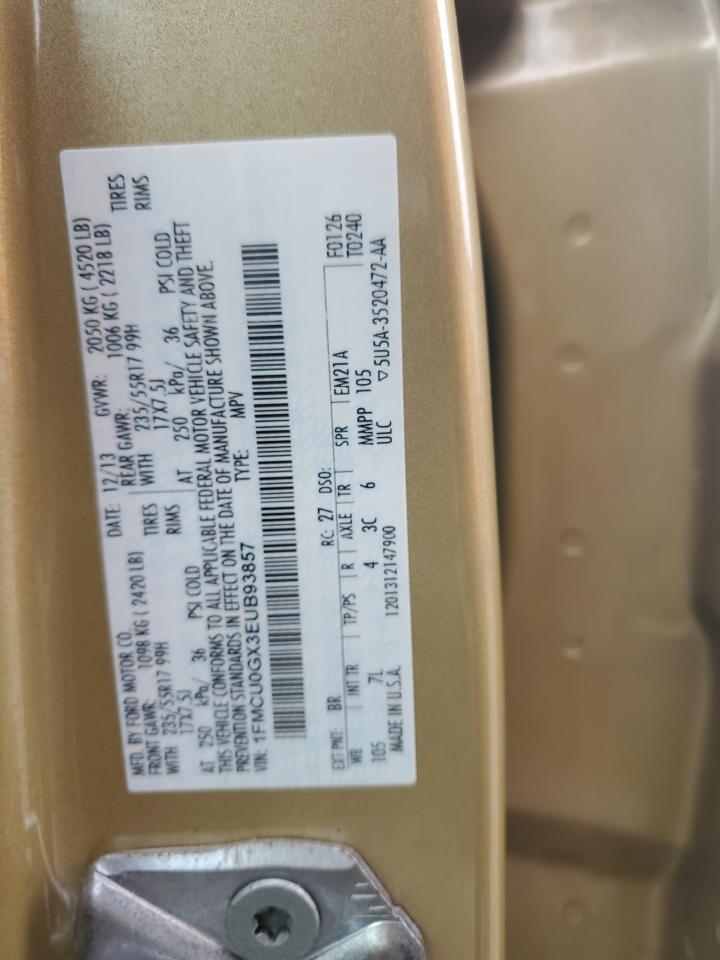 MFD. BY FORD MOTOR CO. DATE: 12/13 GVWR: 2050 KG ( 4520 LB)
FRONT GAWR: 1098 KG ( 2420 LB) REAR GAWR: 1006 KG ( 2218 LB)
WITH 235/55R17 99H TIRES WITH 235/55R17 99H TIRES
17X7.5J RIMS 17X7.5J RIMS
AT 250 kPa/ 36 PSI COLD AT 250 kPa/ 36 PSI COLD
THIS VEHICLE CONFORMS TO ALL APPLICABLE FEDERAL MOTOR VEHICLE SAFETY AND THEFT
PREVENTION STANDARDS IN EFFECT ON THE DATE OF MANUFACTURE SHOWN ABOVE.
VIN: 1FMCU0GX3EUB93857 TYPE: MPV
EXT PNT: BR RC: 27 DSO: F0126
WB INT TR TP/PS R AXLE TR SPR EM21A T0240
105 7L 4 3C 6 MMPP 105
MADE IN U.S.A. 1201312147900 ULC ▽5U5A-3520472-AA